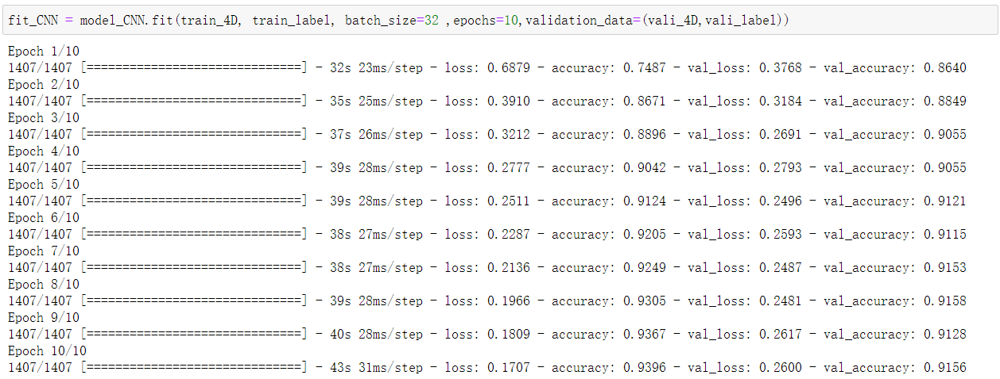 fit_CNN = model_CNN.fit(train_4D, train_label, batch_size=32 ,epochs=10,validation_data=(vali_4D,vali_label))
Epoch 1/10
1407/1407 [==============================] - 32s 23ms/step - loss: 0.6879 - accuracy: 0.7487 - val_loss: 0.3768 - val_accuracy: 0.8640
Epoch 2/10
1407/1407 [==============================] - 35s 25ms/step - loss: 0.3910 - accuracy: 0.8671 - val_loss: 0.3184 - val_accuracy: 0.8849
Epoch 3/10
1407/1407 [==============================] - 37s 26ms/step - loss: 0.3212 - accuracy: 0.8896 - val_loss: 0.2691 - val_accuracy: 0.9055
Epoch 4/10
1407/1407 [==============================] - 39s 28ms/step - loss: 0.2777 - accuracy: 0.9042 - val_loss: 0.2793 - val_accuracy: 0.9055
Epoch 5/10
1407/1407 [==============================] - 39s 28ms/step - loss: 0.2511 - accuracy: 0.9124 - val_loss: 0.2496 - val_accuracy: 0.9121
Epoch 6/10
1407/1407 [==============================] - 38s 27ms/step - loss: 0.2287 - accuracy: 0.9205 - val_loss: 0.2593 - val_accuracy: 0.9115
Epoch 7/10
1407/1407 [==============================] - 38s 27ms/step - loss: 0.2136 - accuracy: 0.9249 - val_loss: 0.2487 - val_accuracy: 0.9153
Epoch 8/10
1407/1407 [==============================] - 39s 28ms/step - loss: 0.1966 - accuracy: 0.9305 - val_loss: 0.2481 - val_accuracy: 0.9158
Epoch 9/10
1407/1407 [==============================] - 40s 28ms/step - loss: 0.1809 - accuracy: 0.9367 - val_loss: 0.2617 - val_accuracy: 0.9128
Epoch 10/10
1407/1407 [==============================] - 43s 31ms/step - loss: 0.1707 - accuracy: 0.9396 - val_loss: 0.2600 - val_accuracy: 0.9156